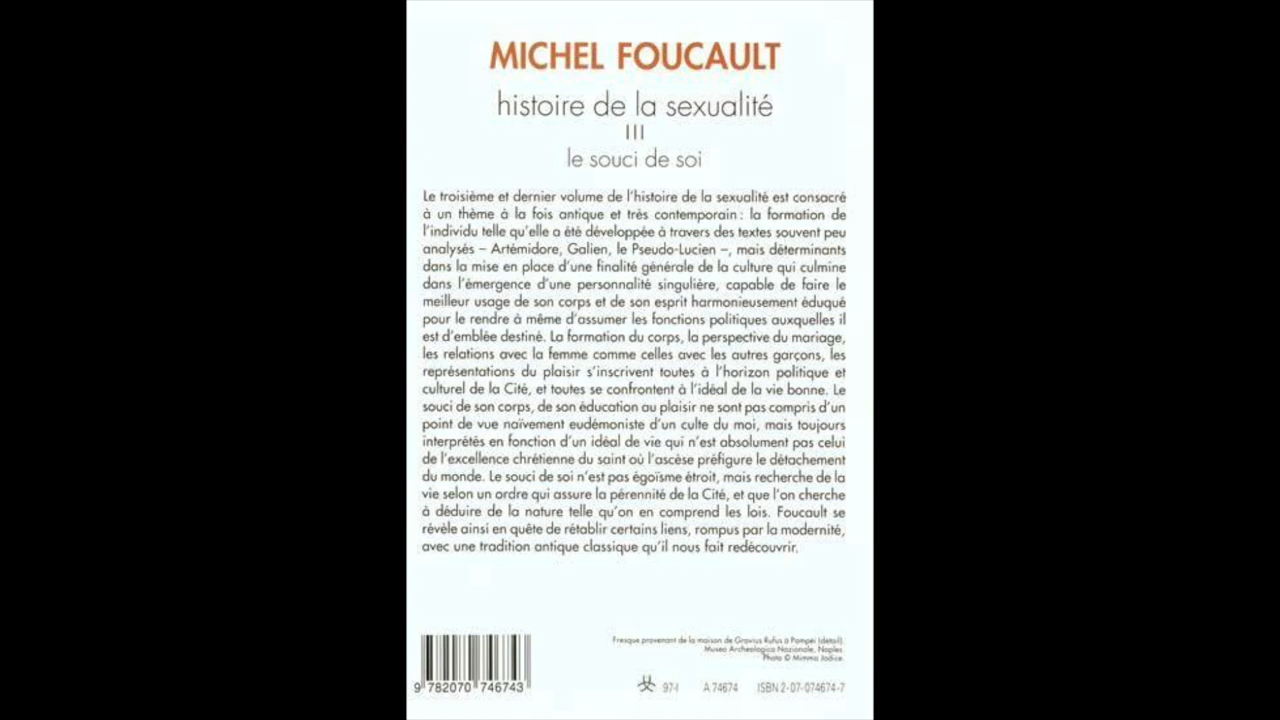 MICHEL FOUCAULT
histoire de la sexualité
III
le souci de soi
Le troisième et dernier volume de l'histoire de la sexualité est consacré
à un thème à la fois antique et très contemporain : la formation de
l'individu telle qu'elle a été développée à travers des textes souvent peu
analysés – Artémidore, Galien, le Pseudo-Lucien –, mais déterminants
dans la mise en place d'une finalité générale de la culture qui culmine
dans l'émergence d'une personnalité singulière, capable de faire le
meilleur usage de son corps et de son esprit harmonieusement éduqué
pour le rendre à même d'assumer les fonctions politiques auxquelles il
est d'emblée destiné. La formation du corps, la perspective du mariage,
les relations avec la femme comme celles avec les autres garçons, les
représentations du plaisir s'inscrivent toutes à l'horizon politique et
culturel de la Cité, et toutes se confrontent à l'idéal de la vie bonne. Le
souci de son corps, de son éducation au plaisir ne sont pas compris d'un
point de vue naïvement eudémoniste d'un culte du moi, mais toujours
interprétés en fonction d'un idéal de vie qui n'est absolument pas celui
de l'excellence chrétienne du saint où l'ascèse préfigure le détachement
du monde. Le souci de soi n'est pas égoïsme étroit, mais recherche de la
vie selon un ordre qui assure la pérennité de la Cité, et que l'on cherche
à déduire de la nature telle qu'on en comprend les lois. Foucault se
révèle ainsi en quête de rétablir certains liens, rompus par la modernité,
avec une tradition antique classique qu'il nous fait redécouvrir.
Fresque provenant de la maison de Gravius Rufus à Pompéi (détail).
Museo Archeologico Nazionale, Naples.
Photo © Mimmo Jodice.
9 782070 746743
97-I A 74674 ISBN 2-07-074674-7